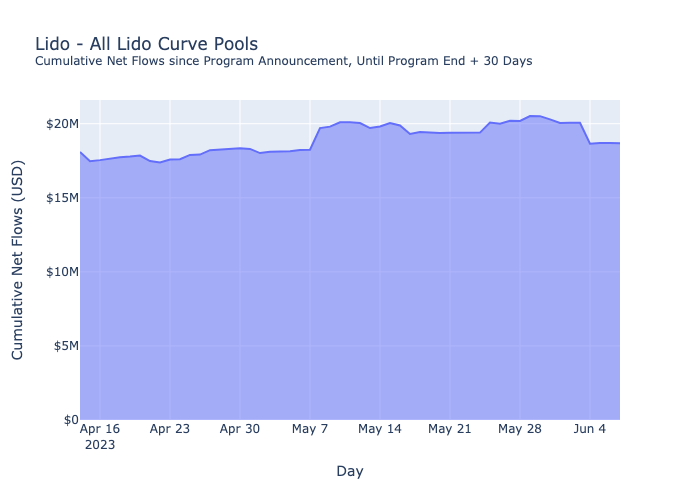 Lido - All Lido Curve Pools
Cumulative Net Flows since Program Announcement, Until Program End + 30 Days
Cumulative Net Flows (USD)
$20M
$15M
$10M
$5M
$0
Apr 16 Apr 23 Apr 30 May 7 May 14 May 21 May 28 Jun 4
2023
Day